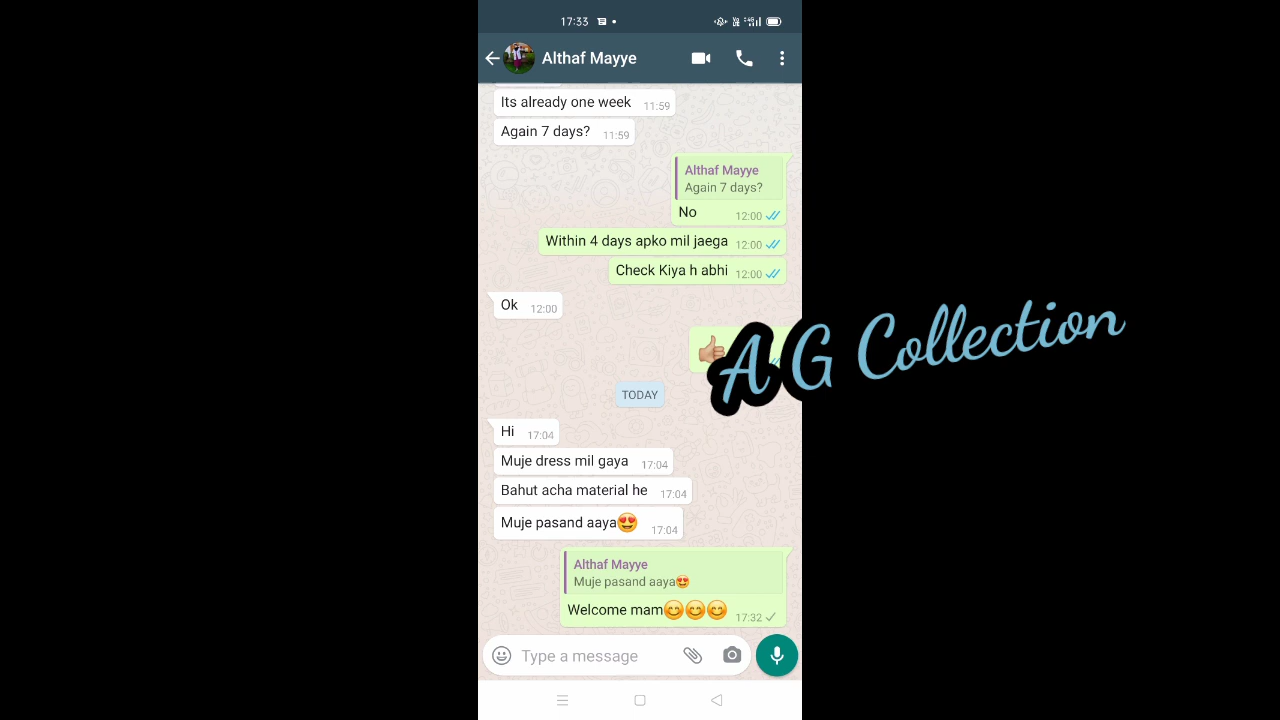 17:33
Althaf Mayye
Its already one week 11:59
Again 7 days? 11:59
Althaf Mayye
Again 7 days?
No 12:00
Within 4 days apko mil jaega 12:00
Check Kiya h abhi 12:00
Ok 12:00
👍🏼
A G Collection
TODAY
Hi 17:04
Muje dress mil gaya 17:04
Bahut acha material he 17:04
Muje pasand aaya😍 17:04
Althaf Mayye
Muje pasand aaya😍
Welcome mam😊😊😊 17:32
Type a message